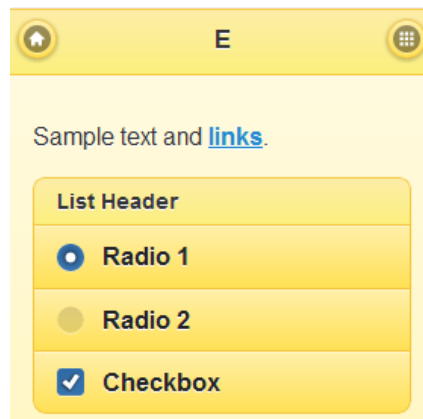 E
Sample text and links.
List Header
Radio 1
Radio 2
Checkbox